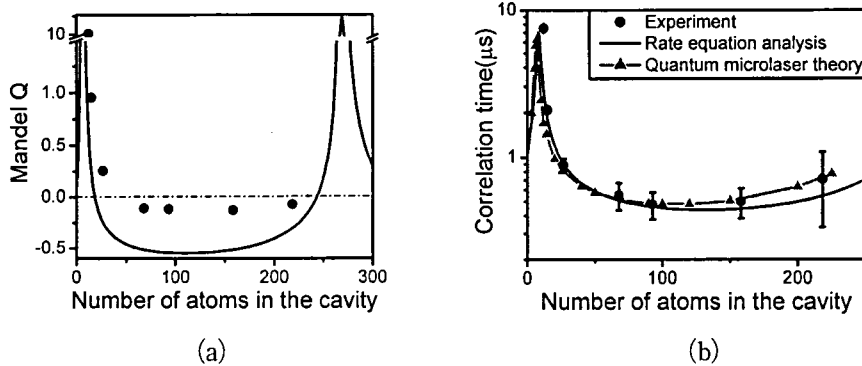 10
1.0
0.5
0.0
-0.5
Mandel Q
0
100
200
300
Number of atoms in the cavity
(a)
10
1
Correlation time(μs)
Experiment
Rate equation analysis
Quantum microlaser theory
0
100
200
Number of atoms in the cavity
(b)